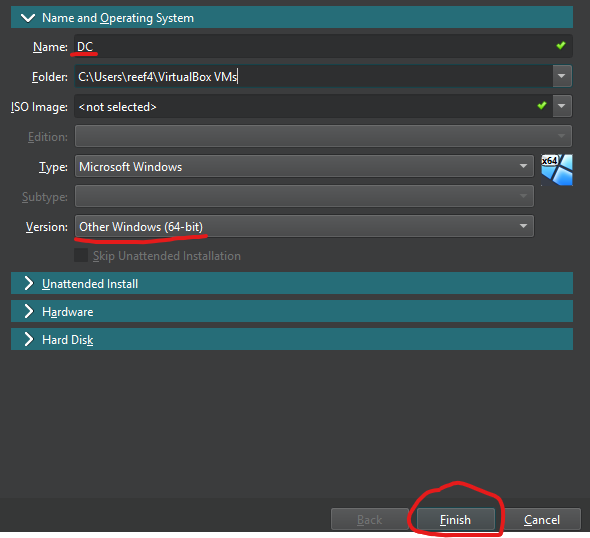 Name and Operating System
Name: DC
Folder: C:\Users\reef4\VirtualBox VMs
ISO Image: <not selected>
Edition:
Type: Microsoft Windows
x64
Subtype:
Version: Other Windows (64-bit)
Skip Unattended Installation
Unattended Install
Hardware
Hard Disk
Back Finish Cancel